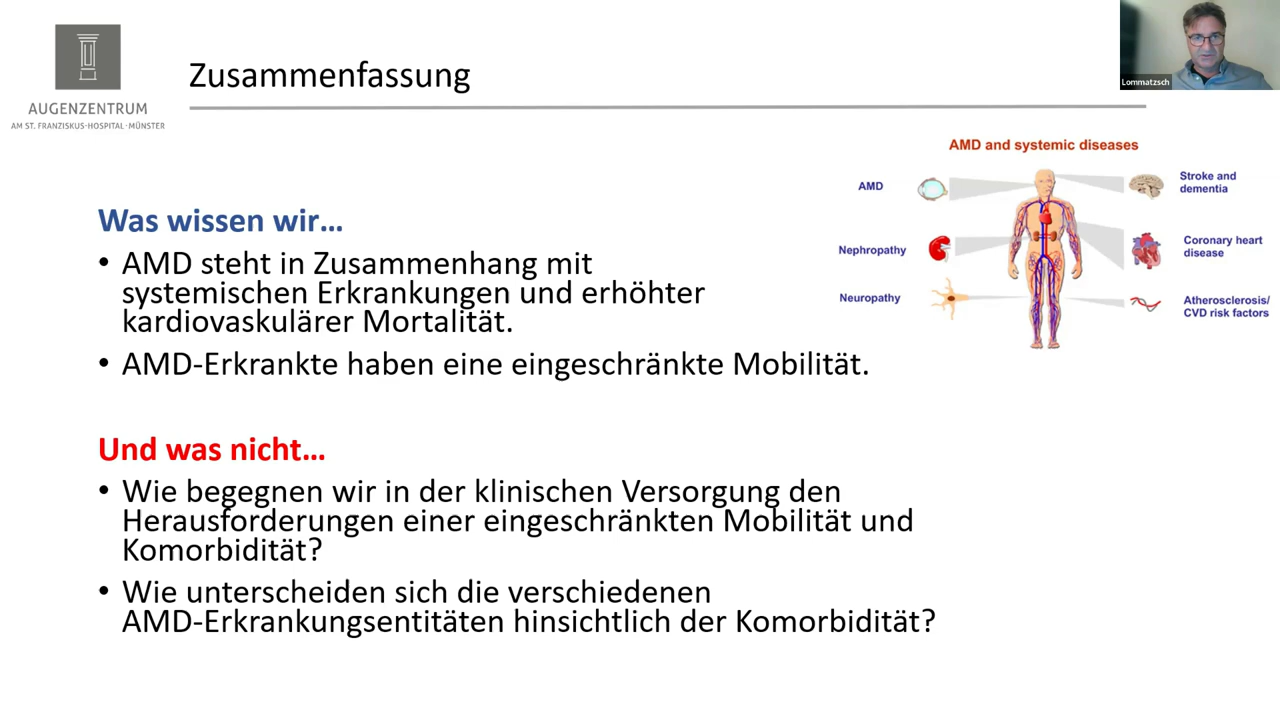 AUGENZENTRUM
AM ST. FRANZISKUS-HOSPITAL·MÜNSTER
Zusammenfassung
Lommatzsch
Was wissen wir…
• AMD steht in Zusammenhang mit
systemischen Erkrankungen und erhöhter
kardiovaskulärer Mortalität.
• AMD-Erkrankte haben eine eingeschränkte Mobilität.
AMD and systemic diseases
AMD
Nephropathy
Neuropathy
Stroke and
dementia
Coronary heart
disease
Atherosclerosis/
CVD risk factors
Und was nicht…
• Wie begegnen wir in der klinischen Versorgung den
Herausforderungen einer eingeschränkten Mobilität und
Komorbidität?
• Wie unterscheiden sich die verschiedenen
AMD-Erkrankungsentitäten hinsichtlich der Komorbidität?